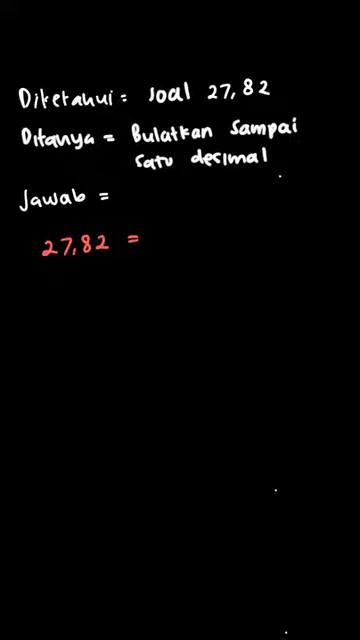 Diketahui = soal 27,82
Ditanya = Bulatkan sampai
satu desimal
Jawab =
27,82 =